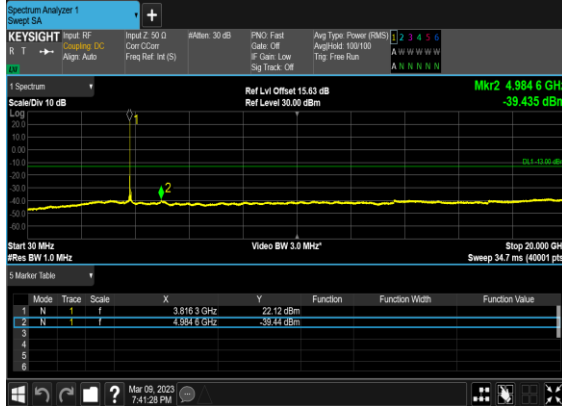 Spectrum Analyzer 1
Swept SA
+
KEYSIGHT
R T
LXI
Input: RF
Coupling: DC
Align: Auto
Input Z: 50 Ω
Corr CCorr
Freq Ref: Int (S)
#Atten: 30 dB
PNO: Fast
Gate: Off
IF Gain: Low
Sig Track: Off
Avg Type: Power (RMS)
Avg|Hold: 100/100
Trig: Free Run
1 2 3 4 5 6
A W W W W W
A N N N N N
1 Spectrum
Scale/Div 10 dB
Ref Lvl Offset 15.63 dB
Ref Level 30.00 dBm
Mkr2 4.984 6 GHz
-39.435 dBm
Log
20.0
10.0
0.00
-10.0
-20.0
-30.0
-40.0
-50.0
-60.0
1
2
DL1 -13.00 dBm
Start 30 MHz
#Res BW 1.0 MHz
Video BW 3.0 MHz*
Stop 20.000 GH
Sweep 34.7 ms (40001 pts
5 Marker Table
Mode Trace Scale X Y Function Function Width Function Value
1 N 1 f 3.816 3 GHz 22.12 dBm
2 N 1 f 4.984 6 GHz -39.44 dBm
3
4
5
6
?
Mar 09, 2023
7:41:28 PM